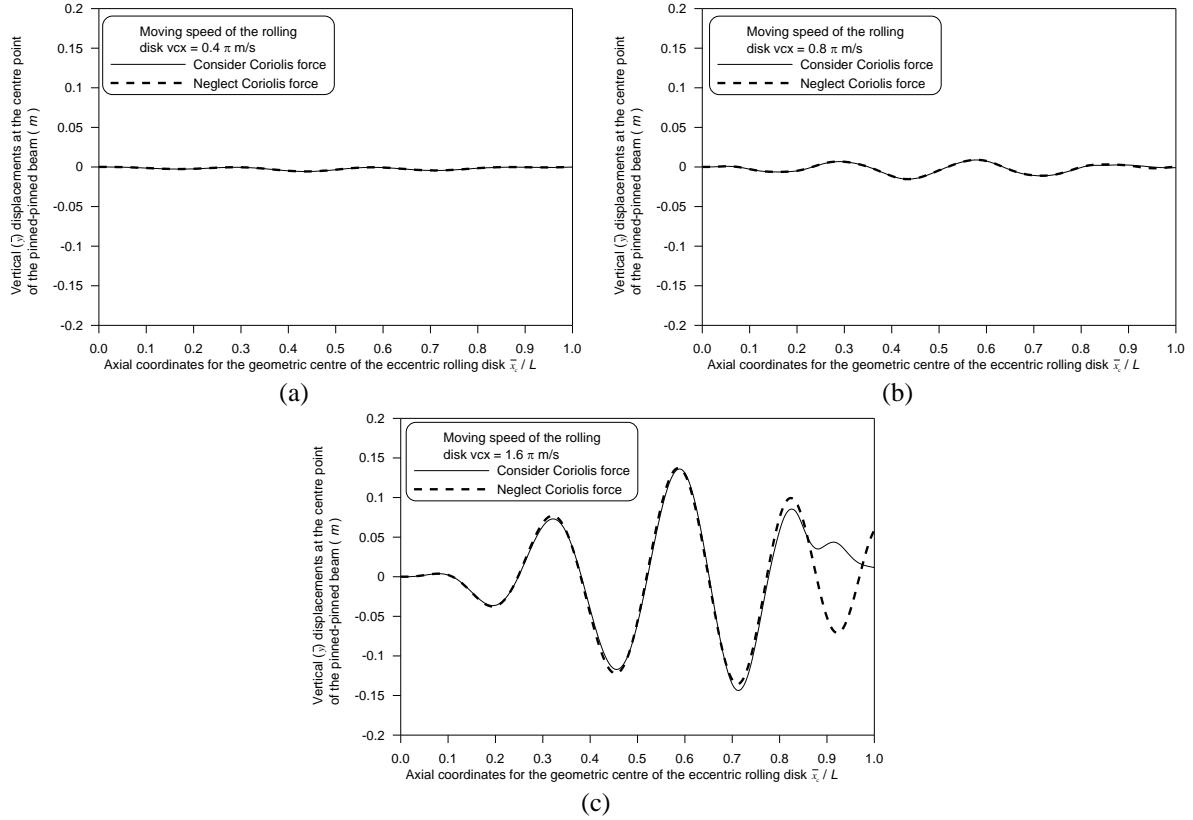 0.2
0.15
0.1
0.05
0
-0.05
-0.1
-0.15
-0.2
Vertical (ȳ) displacements at the centre point
of the pinned-pinned beam ( m )
Moving speed of the rolling
disk vcx = 0.4 π m/s
Consider Coriolis force
Neglect Coriolis force
0.0 0.1 0.2 0.3 0.4 0.5 0.6 0.7 0.8 0.9 1.0
Axial coordinates for the geometric centre of the eccentric rolling disk x̄c / L
(a)
0.2
0.15
0.1
0.05
0
-0.05
-0.1
-0.15
-0.2
Vertical (ȳ) displacements at the centre point
of the pinned-pinned beam ( m )
Moving speed of the rolling
disk vcx = 0.8 π m/s
Consider Coriolis force
Neglect Coriolis force
0.0 0.1 0.2 0.3 0.4 0.5 0.6 0.7 0.8 0.9 1.0
Axial coordinates for the geometric centre of the eccentric rolling disk x̄c / L
(b)
0.2
0.15
0.1
0.05
0
-0.05
-0.1
-0.15
-0.2
Vertical (ȳ) displacements at the centre point
of the pinned-pinned beam ( m )
Moving speed of the rolling
disk vcx = 1.6 π m/s
Consider Coriolis force
Neglect Coriolis force
0.0 0.1 0.2 0.3 0.4 0.5 0.6 0.7 0.8 0.9 1.0
Axial coordinates for the geometric centre of the eccentric rolling disk x̄c / L
(c)